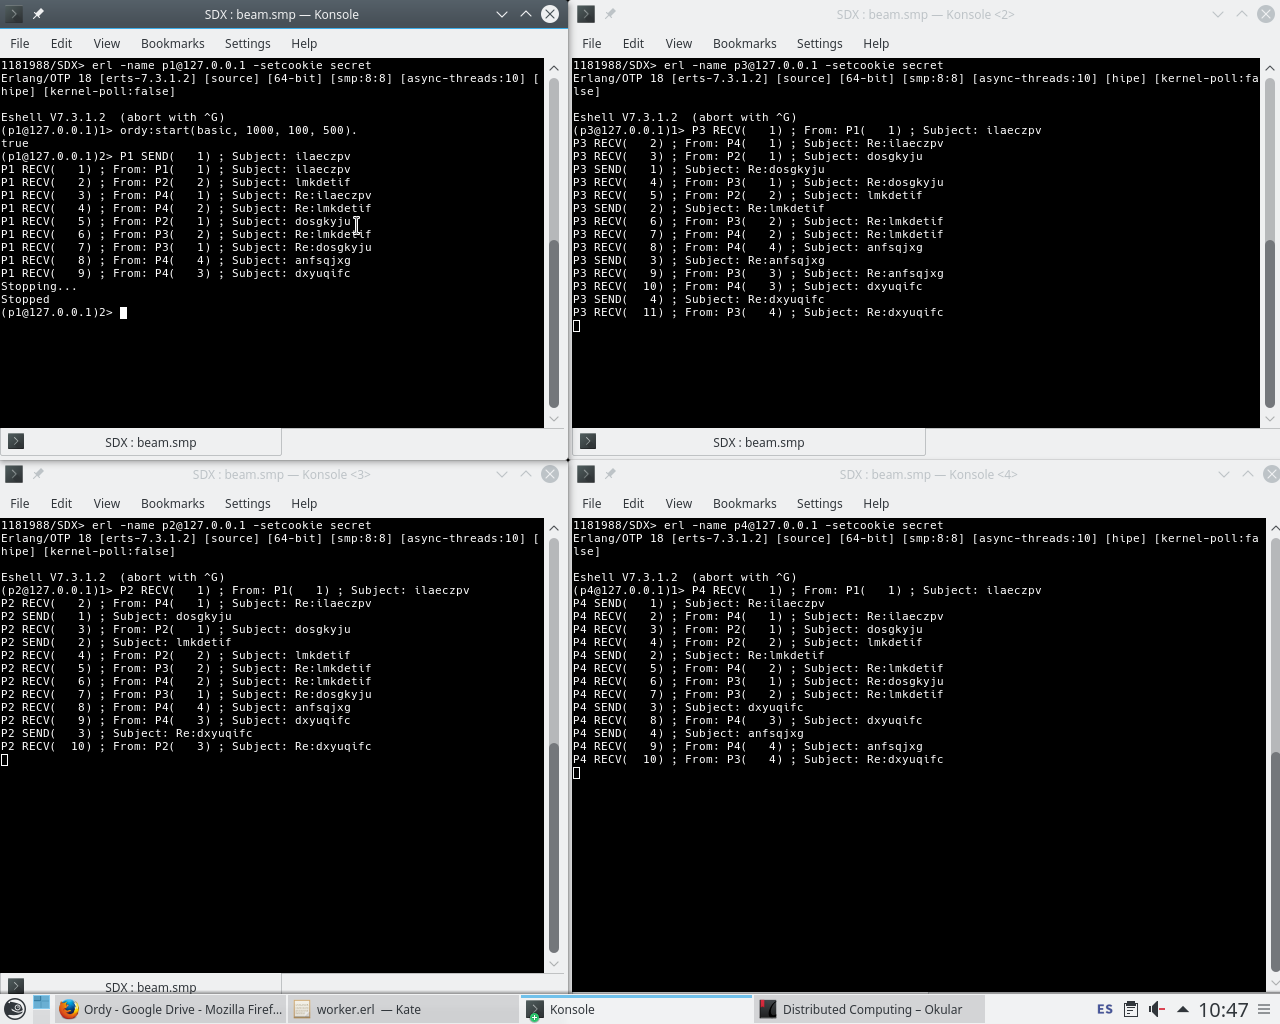 SDX : beam.smp — Konsole
File Edit View Bookmarks Settings Help
1181988/SDX> erl -name p1@127.0.0.1 -setcookie secret
Erlang/OTP 18 [erts-7.3.1.2] [source] [64-bit] [smp:8:8] [async-threads:10] [
hipe] [kernel-poll:false]
Eshell V7.3.1.2  (abort with ^G)
(p1@127.0.0.1)1> ordy:start(basic, 1000, 100, 500).
true
(p1@127.0.0.1)2> P1 SEND(   1) ; Subject: ilaeczpv
P1 RECV(   1) ; From: P1(   1) ; Subject: ilaeczpv
P1 RECV(   2) ; From: P2(   2) ; Subject: lmkdetif
P1 RECV(   3) ; From: P4(   1) ; Subject: Re:ilaeczpv
P1 RECV(   4) ; From: P4(   2) ; Subject: Re:lmkdetif
P1 RECV(   5) ; From: P2(   1) ; Subject: dosgkyju
P1 RECV(   6) ; From: P3(   2) ; Subject: Re:lmkdetif
P1 RECV(   7) ; From: P3(   1) ; Subject: Re:dosgkyju
P1 RECV(   8) ; From: P4(   4) ; Subject: anfsqjxg
P1 RECV(   9) ; From: P4(   3) ; Subject: dxyuqifc
Stopping...
Stopped
(p1@127.0.0.1)2>
SDX : beam.smp
SDX : beam.smp — Konsole <2>
File Edit View Bookmarks Settings Help
1181988/SDX> erl -name p3@127.0.0.1 -setcookie secret
Erlang/OTP 18 [erts-7.3.1.2] [source] [64-bit] [smp:8:8] [async-threads:10] [hipe] [kernel-poll:fa
lse]
Eshell V7.3.1.2  (abort with ^G)
(p3@127.0.0.1)1> P3 RECV(   1) ; From: P1(   1) ; Subject: ilaeczpv
P3 RECV(   2) ; From: P4(   1) ; Subject: Re:ilaeczpv
P3 RECV(   3) ; From: P2(   1) ; Subject: dosgkyju
P3 SEND(   1) ; Subject: Re:dosgkyju
P3 RECV(   4) ; From: P3(   1) ; Subject: Re:dosgkyju
P3 RECV(   5) ; From: P2(   2) ; Subject: lmkdetif
P3 SEND(   2) ; Subject: Re:lmkdetif
P3 RECV(   6) ; From: P3(   2) ; Subject: Re:lmkdetif
P3 RECV(   7) ; From: P4(   2) ; Subject: Re:lmkdetif
P3 RECV(   8) ; From: P4(   4) ; Subject: anfsqjxg
P3 SEND(   3) ; Subject: Re:anfsqjxg
P3 RECV(   9) ; From: P3(   3) ; Subject: Re:anfsqjxg
P3 RECV(  10) ; From: P4(   3) ; Subject: dxyuqifc
P3 SEND(   4) ; Subject: Re:dxyuqifc
P3 RECV(  11) ; From: P3(   4) ; Subject: Re:dxyuqifc
SDX : beam.smp
SDX : beam.smp — Konsole <3>
File Edit View Bookmarks Settings Help
1181988/SDX> erl -name p2@127.0.0.1 -setcookie secret
Erlang/OTP 18 [erts-7.3.1.2] [source] [64-bit] [smp:8:8] [async-threads:10] [
hipe] [kernel-poll:false]
Eshell V7.3.1.2  (abort with ^G)
(p2@127.0.0.1)1> P2 RECV(   1) ; From: P1(   1) ; Subject: ilaeczpv
P2 RECV(   2) ; From: P4(   1) ; Subject: Re:ilaeczpv
P2 SEND(   1) ; Subject: dosgkyju
P2 RECV(   3) ; From: P2(   1) ; Subject: dosgkyju
P2 SEND(   2) ; Subject: lmkdetif
P2 RECV(   4) ; From: P2(   2) ; Subject: lmkdetif
P2 RECV(   5) ; From: P3(   2) ; Subject: Re:lmkdetif
P2 RECV(   6) ; From: P4(   2) ; Subject: Re:lmkdetif
P2 RECV(   7) ; From: P3(   1) ; Subject: Re:dosgkyju
P2 RECV(   8) ; From: P4(   4) ; Subject: anfsqjxg
P2 RECV(   9) ; From: P4(   3) ; Subject: dxyuqifc
P2 SEND(   3) ; Subject: Re:dxyuqifc
P2 RECV(  10) ; From: P2(   3) ; Subject: Re:dxyuqifc
SDX : beam.smp
SDX : beam.smp — Konsole <4>
File Edit View Bookmarks Settings Help
1181988/SDX> erl -name p4@127.0.0.1 -setcookie secret
Erlang/OTP 18 [erts-7.3.1.2] [source] [64-bit] [smp:8:8] [async-threads:10] [hipe] [kernel-poll:fa
lse]
Eshell V7.3.1.2  (abort with ^G)
(p4@127.0.0.1)1> P4 RECV(   1) ; From: P1(   1) ; Subject: ilaeczpv
P4 SEND(   1) ; Subject: Re:ilaeczpv
P4 RECV(   2) ; From: P4(   1) ; Subject: Re:ilaeczpv
P4 RECV(   3) ; From: P2(   1) ; Subject: dosgkyju
P4 RECV(   4) ; From: P2(   2) ; Subject: lmkdetif
P4 SEND(   2) ; Subject: Re:lmkdetif
P4 RECV(   5) ; From: P4(   2) ; Subject: Re:lmkdetif
P4 RECV(   6) ; From: P3(   1) ; Subject: Re:dosgkyju
P4 RECV(   7) ; From: P3(   2) ; Subject: Re:lmkdetif
P4 SEND(   3) ; Subject: dxyuqifc
P4 RECV(   8) ; From: P4(   3) ; Subject: dxyuqifc
P4 SEND(   4) ; Subject: anfsqjxg
P4 RECV(   9) ; From: P4(   4) ; Subject: anfsqjxg
P4 RECV(  10) ; From: P3(   4) ; Subject: Re:dxyuqifc
Ordy - Google Drive - Mozilla Firef... worker.erl — Kate Konsole Distributed Computing – Okular ES 10:47